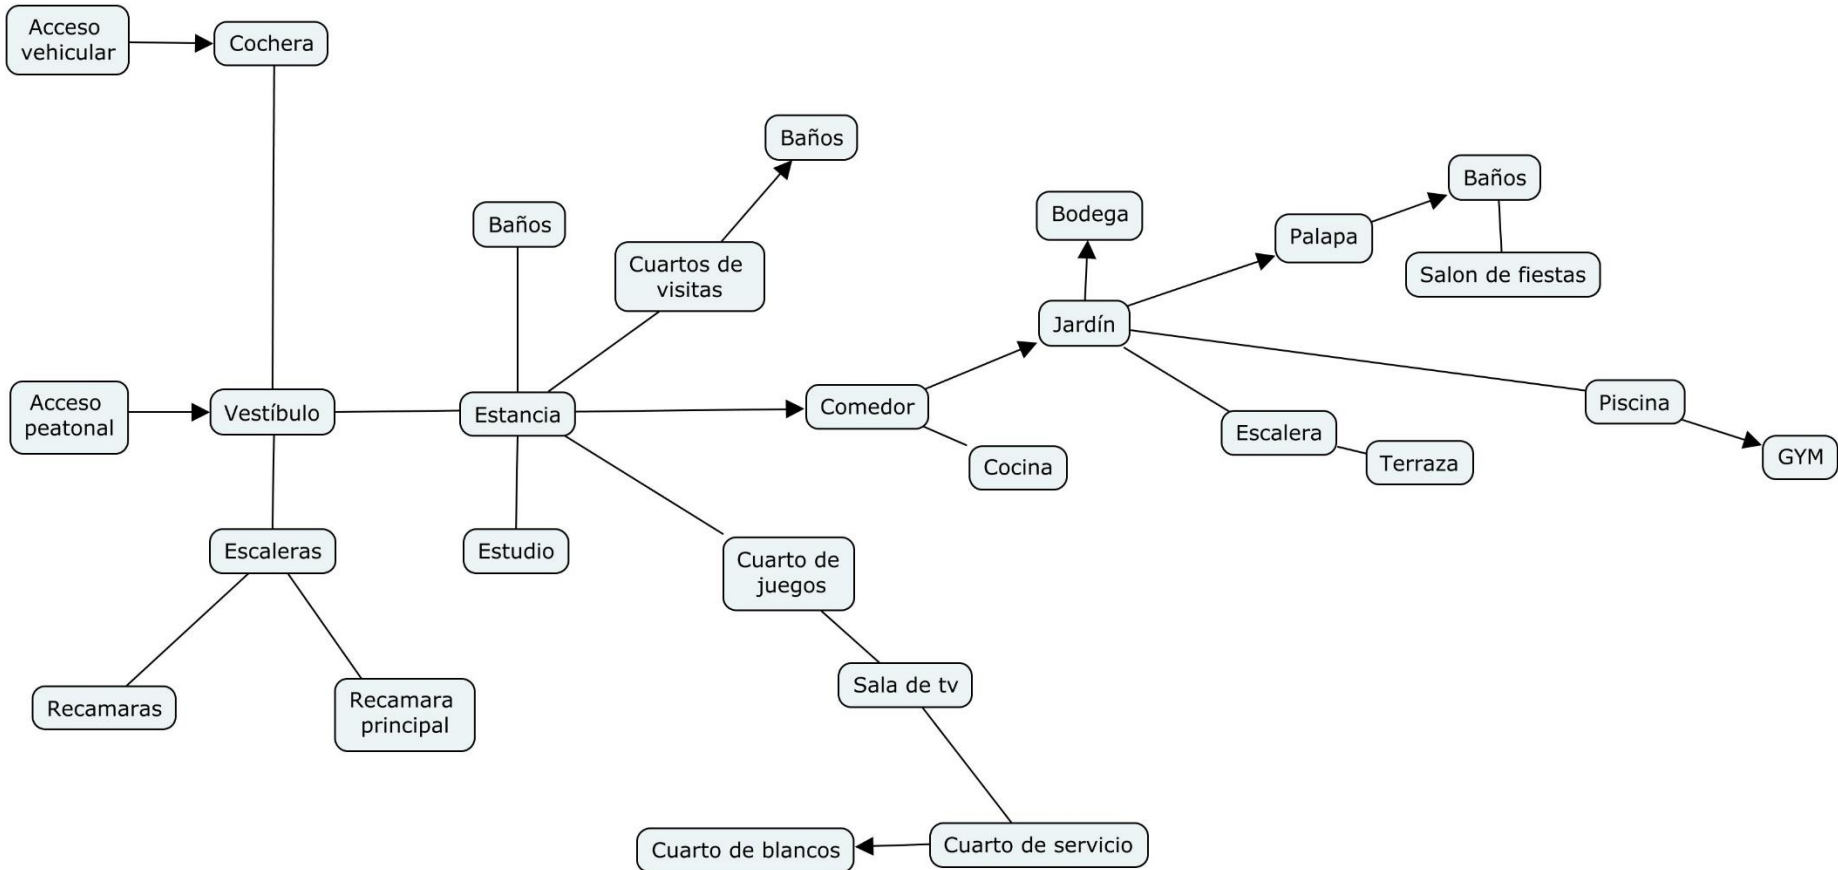 Acceso
vehicular
Cochera
Baños
Baños
Bodega
Palapa
Baños
Baños
Cuartos de
visitas
Salon de fiestas
Jardín
Acceso
peatonal
Vestíbulo
Estancia
Comedor
Cocina
Escalera
Terraza
Piscina
GYM
Escaleras
Estudio
Cuarto de
juegos
Recamaras
Recamara
principal
Sala de tv
Cuarto de blancos
Cuarto de servicio